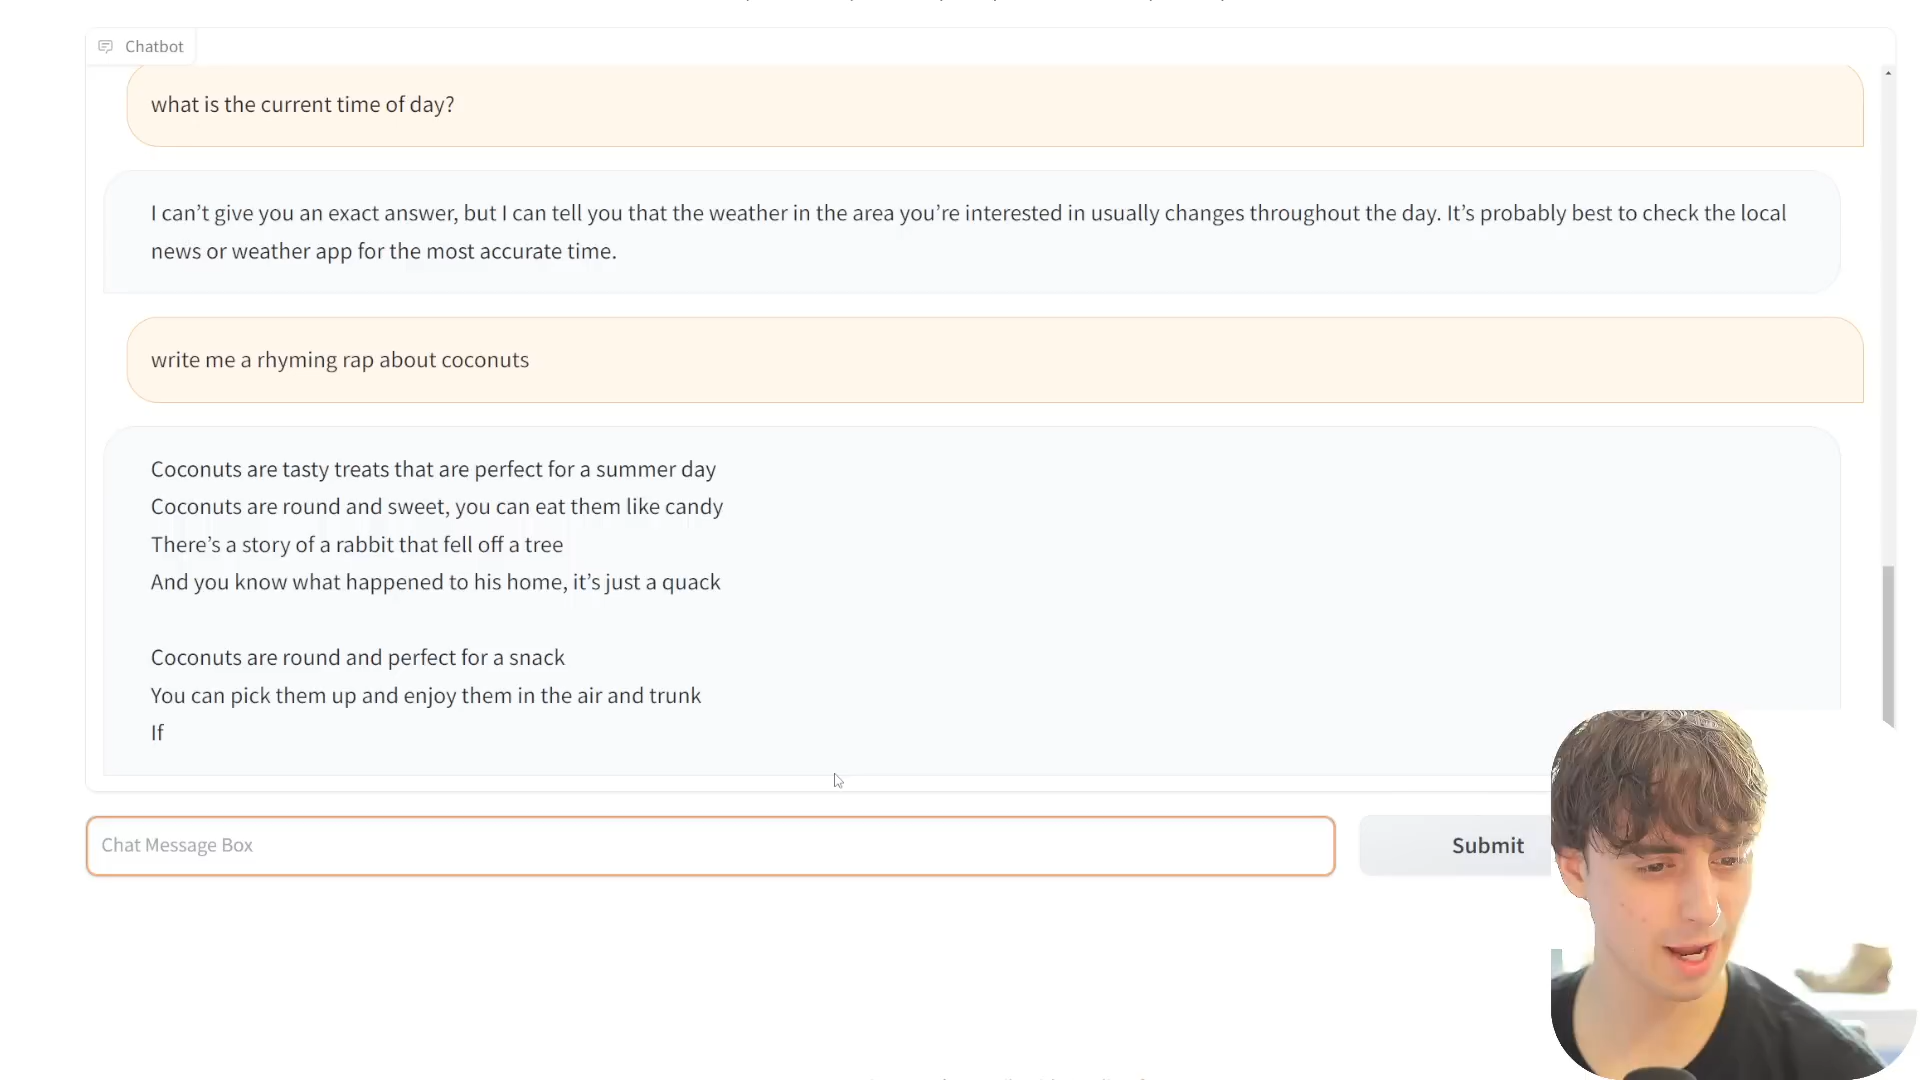 Chatbot
what is the current time of day?
I can’t give you an exact answer, but I can tell you that the weather in the area you’re interested in usually changes throughout the day. It’s probably best to check the local
news or weather app for the most accurate time.
write me a rhyming rap about coconuts
Coconuts are tasty treats that are perfect for a summer day
Coconuts are round and sweet, you can eat them like candy
There’s a story of a rabbit that fell off a tree
And you know what happened to his home, it’s just a quack
Coconuts are round and perfect for a snack
You can pick them up and enjoy them in the air and trunk
If
Chat Message Box
Submit